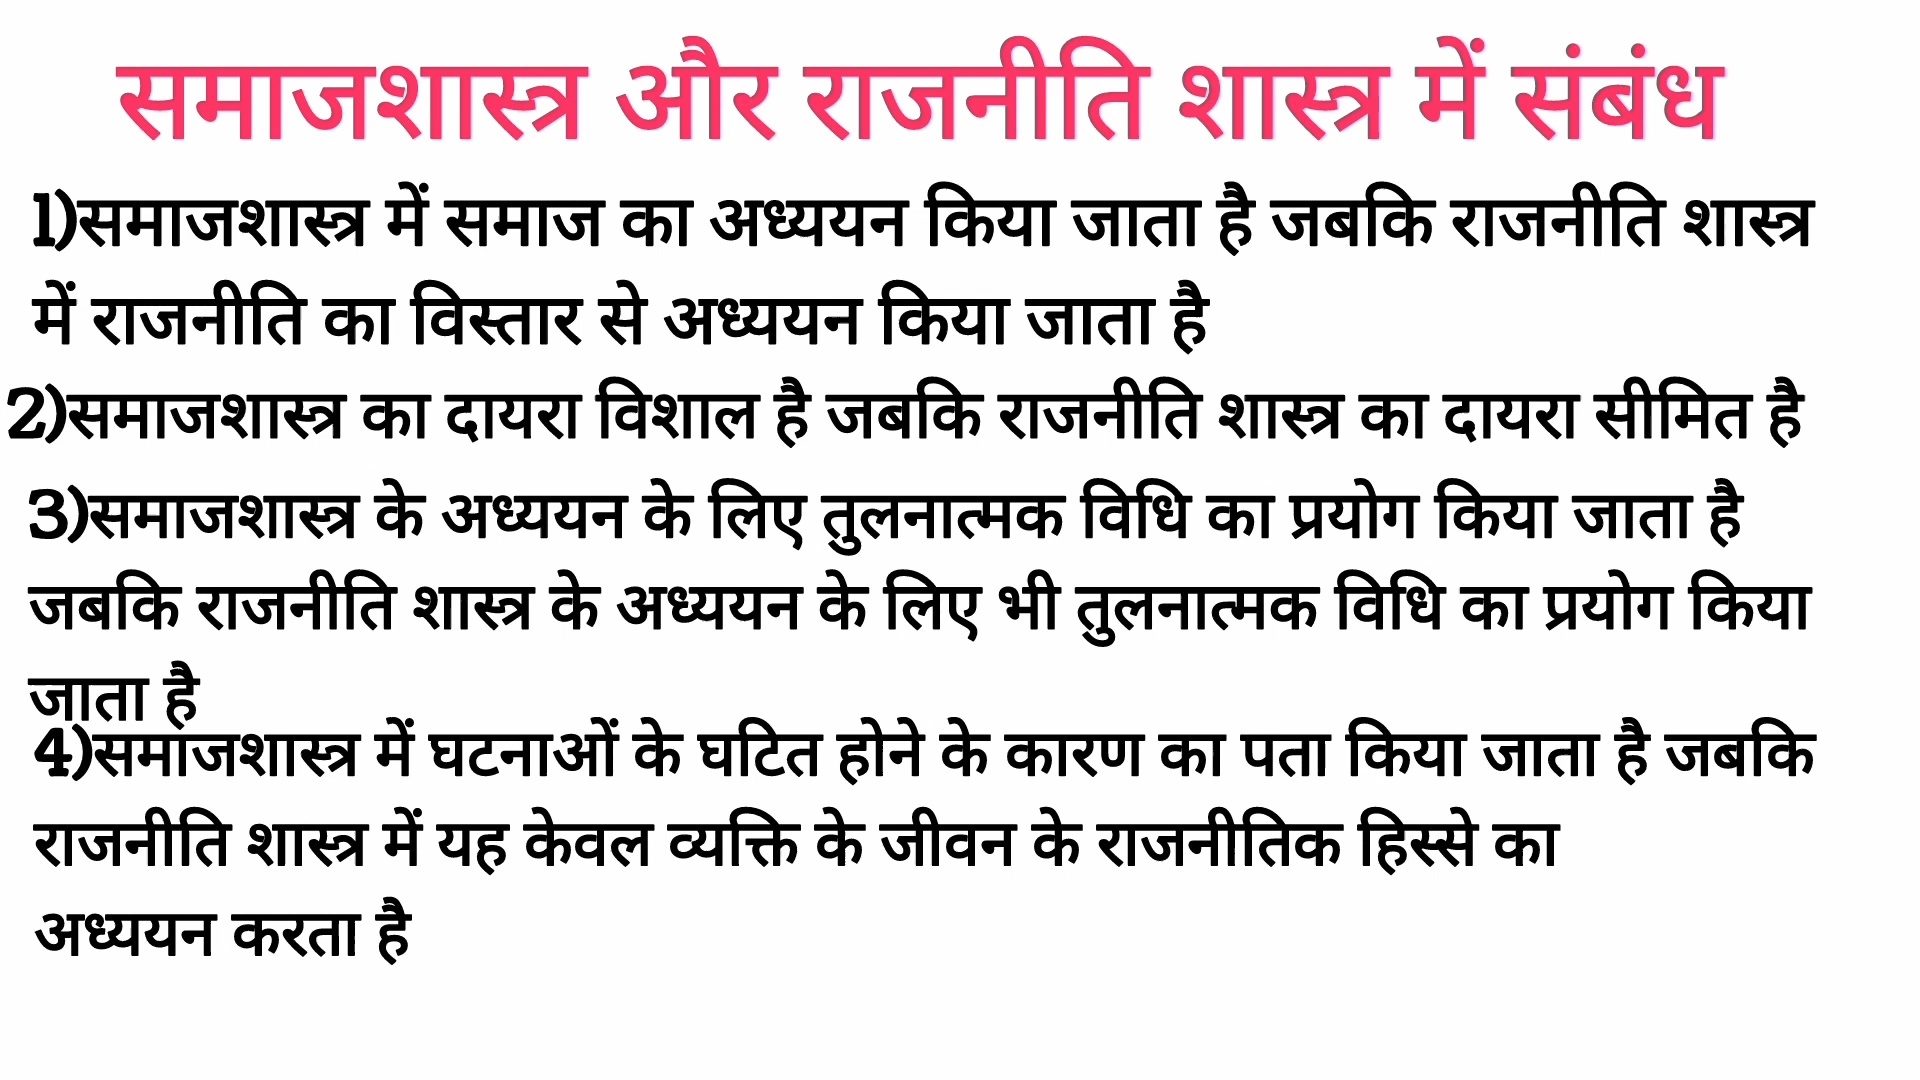 समाजशास्त्र और राजनीति शास्त्र में संबंध
1)समाजशास्त्र में समाज का अध्ययन किया जाता है जबकि राजनीति शास्त्र
में राजनीति का विस्तार से अध्ययन किया जाता है
2)समाजशास्त्र का दायरा विशाल है जबकि राजनीति शास्त्र का दायरा सीमित है
3)समाजशास्त्र के अध्ययन के लिए तुलनात्मक विधि का प्रयोग किया जाता है
जबकि राजनीति शास्त्र के अध्ययन के लिए भी तुलनात्मक विधि का प्रयोग किया
जाता है
4)समाजशास्त्र में घटनाओं के घटित होने के कारण का पता किया जाता है जबकि
राजनीति शास्त्र में यह केवल व्यक्ति के जीवन के राजनीतिक हिस्से का
अध्ययन करता है